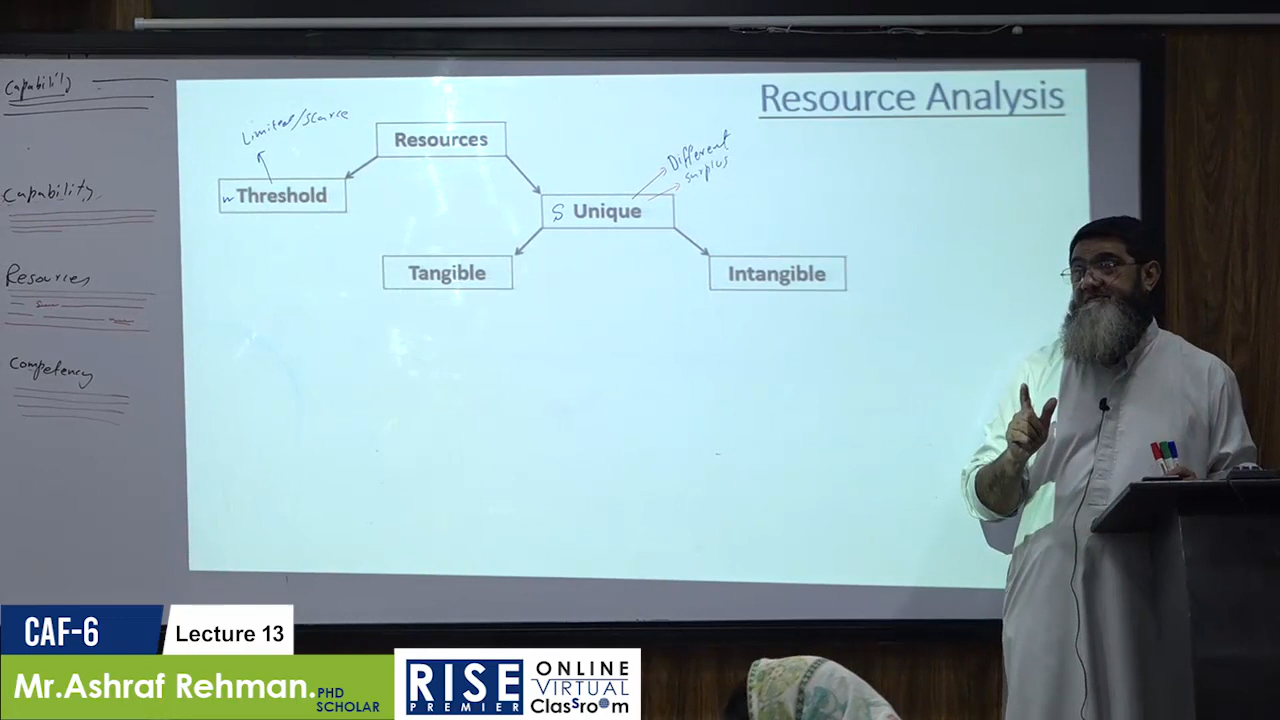 Capability
Capability
Resources
Competency
Resource Analysis
Limited/Scarce
Resources
Different
surplus
w Threshold
S Unique
Tangible
Intangible
CAF-6
Lecture 13
Mr.Ashraf Rehman. PHD
SCHOLAR
RISE
PREMIER
ONLINE
VIRTUAL
Classroom